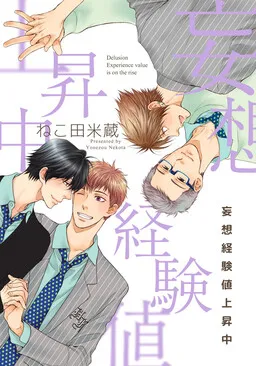 妄想
経験値
上昇中
Delusion
Experience value
is on the rise
ねこ田米蔵
Presented by
Yonezou Nekota
妄想経験値上昇中